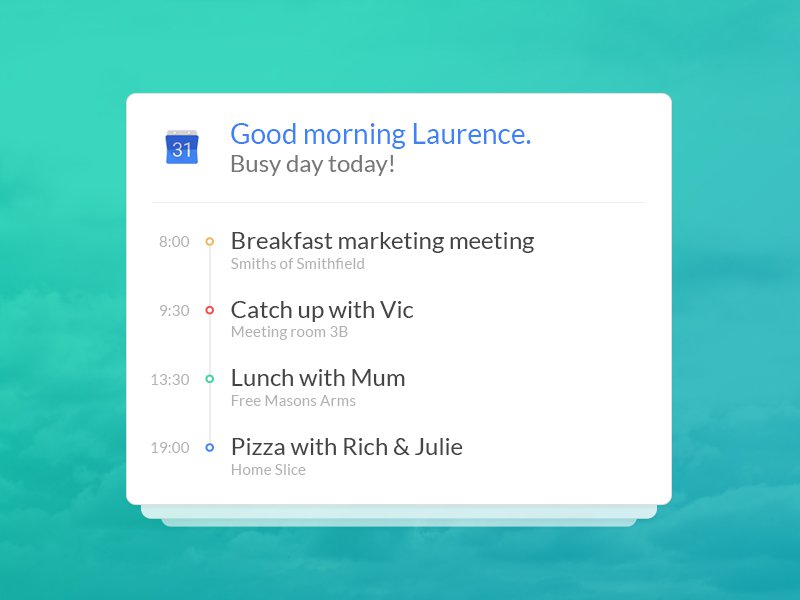 31
Good morning Laurence.
Busy day today!
8:00
Breakfast marketing meeting
Smiths of Smithfield
9:30
Catch up with Vic
Meeting room 3B
13:30
Lunch with Mum
Free Masons Arms
19:00
Pizza with Rich & Julie
Home Slice